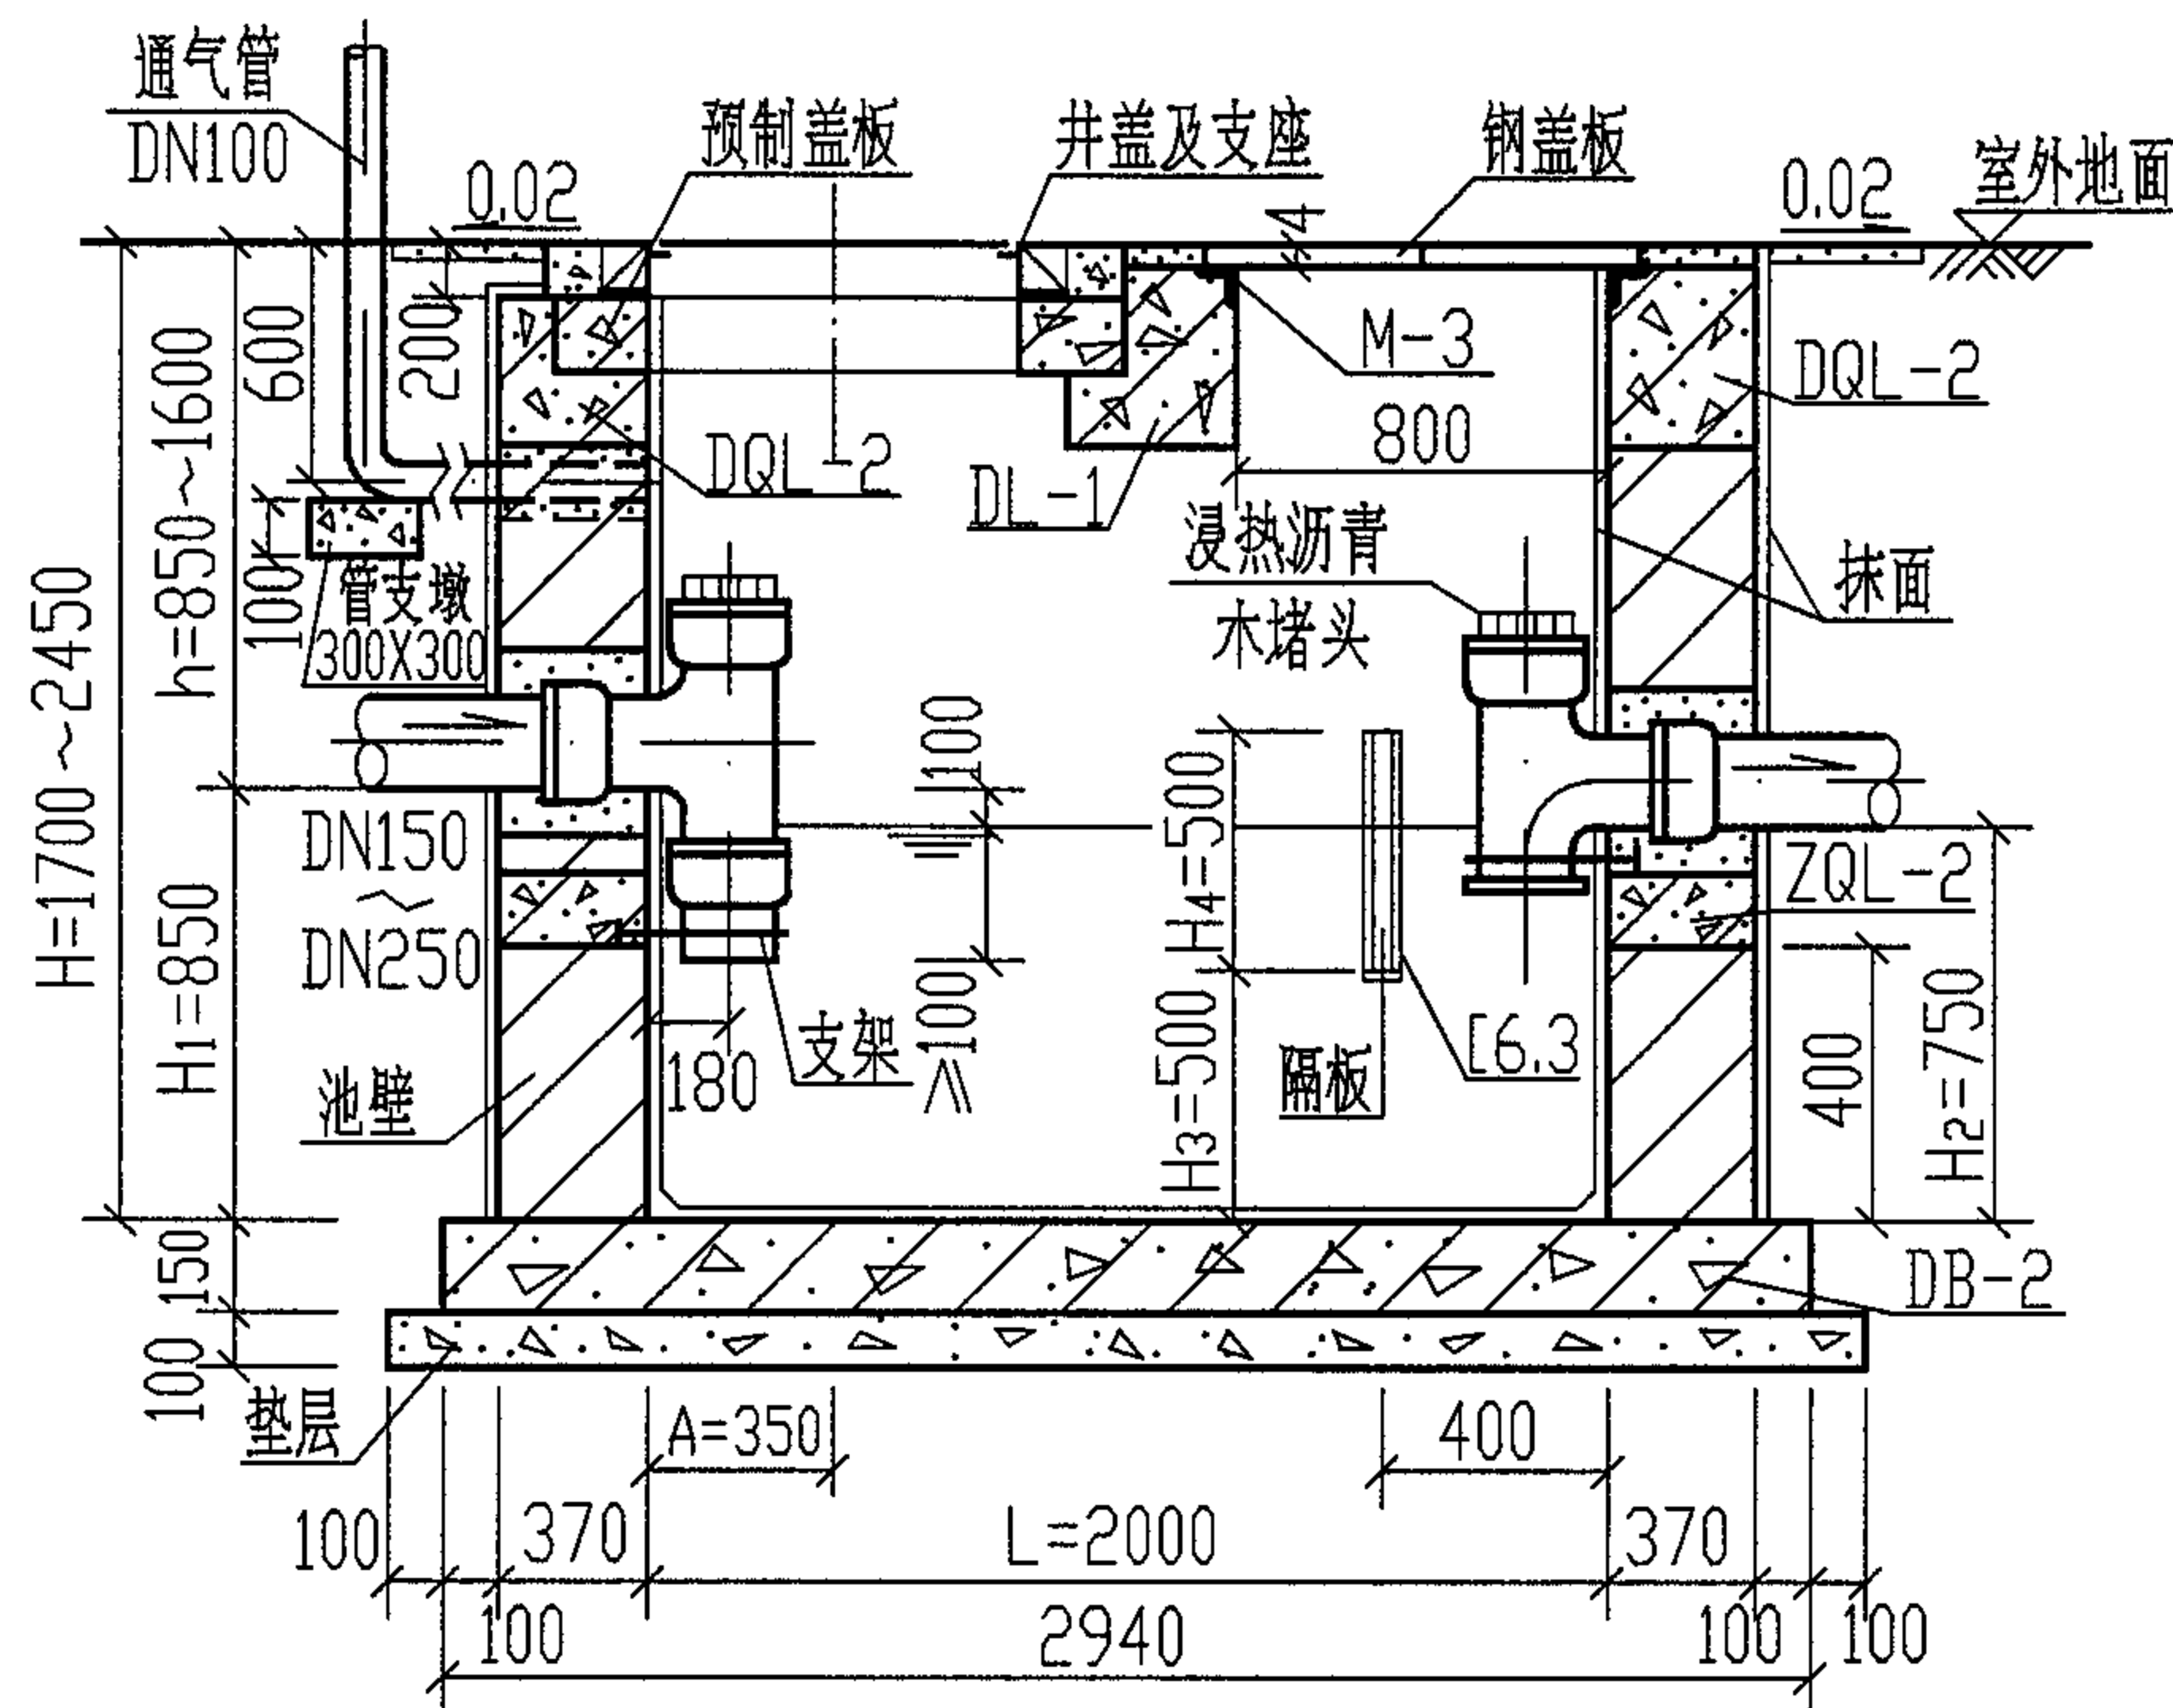 通气管
DN100
预制盖板
井盖及支座
钢盖板
室外地面
0.02
0.02
4
600
200
h=850~1600
H=1700~2450
M-3
DQL-2
800
DQL-2
DL-1
浸热沥青
木堵头
抹面
100
管支墩
300X300
100
H4=500
DN150
~
DN250
ZQL-2
H1=850
≥100
支架
180
H3=500
隔板
[6.3
400
H2=750
池壁
150
DB-2
100
垫层
A=350
400
100
370
L=2000
370
100
2940
100
100